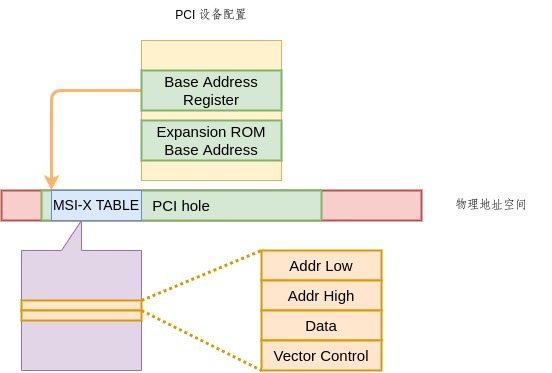 PCI 设备配置
Base Address
Register
Expansion ROM
Base Address
MSI-X TABLE
PCI hole
物理地址空间
Addr Low
Addr High
Data
Vector Control